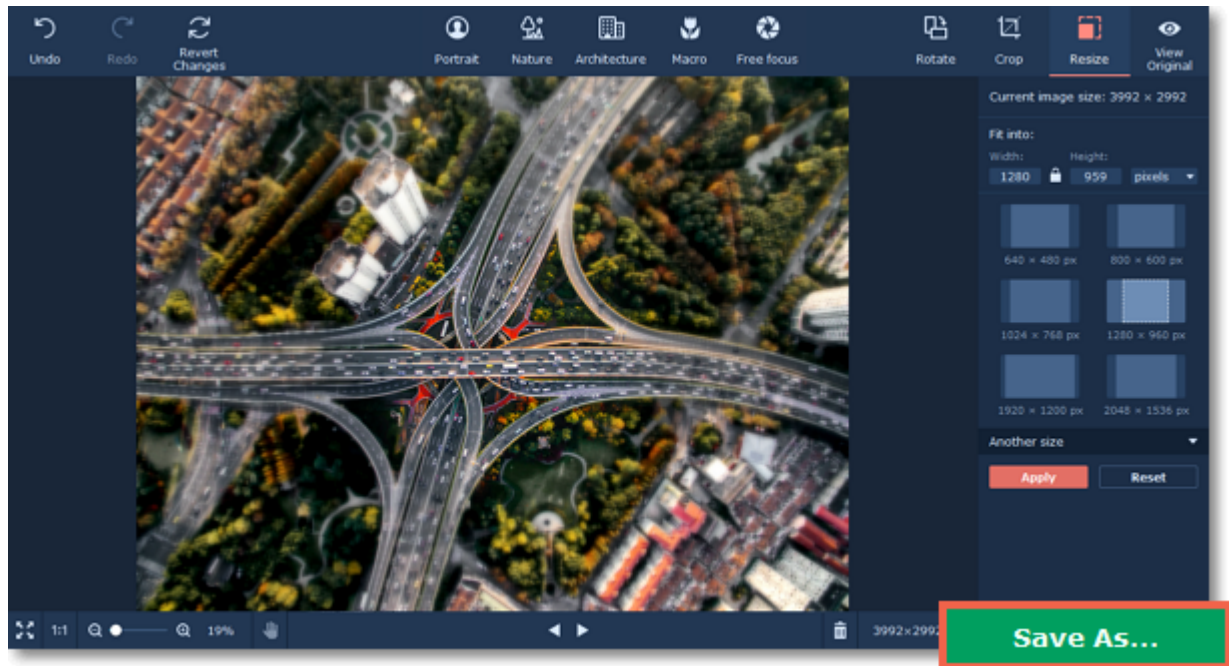 Undo
Redo
Revert
Changes
Portrait
Nature
Architecture
Macro
Free focus
Rotate
Crop
Resize
View
Original
Current image size: 3992 × 2992
Fit into:
Width: Height:
1280 959 pixels
640 × 480 px 800 × 600 px
1024 × 768 px 1280 × 960 px
1920 × 1200 px 2048 × 1536 px
Another size
Apply Reset
1:1 19% 3992×2992
Save As...